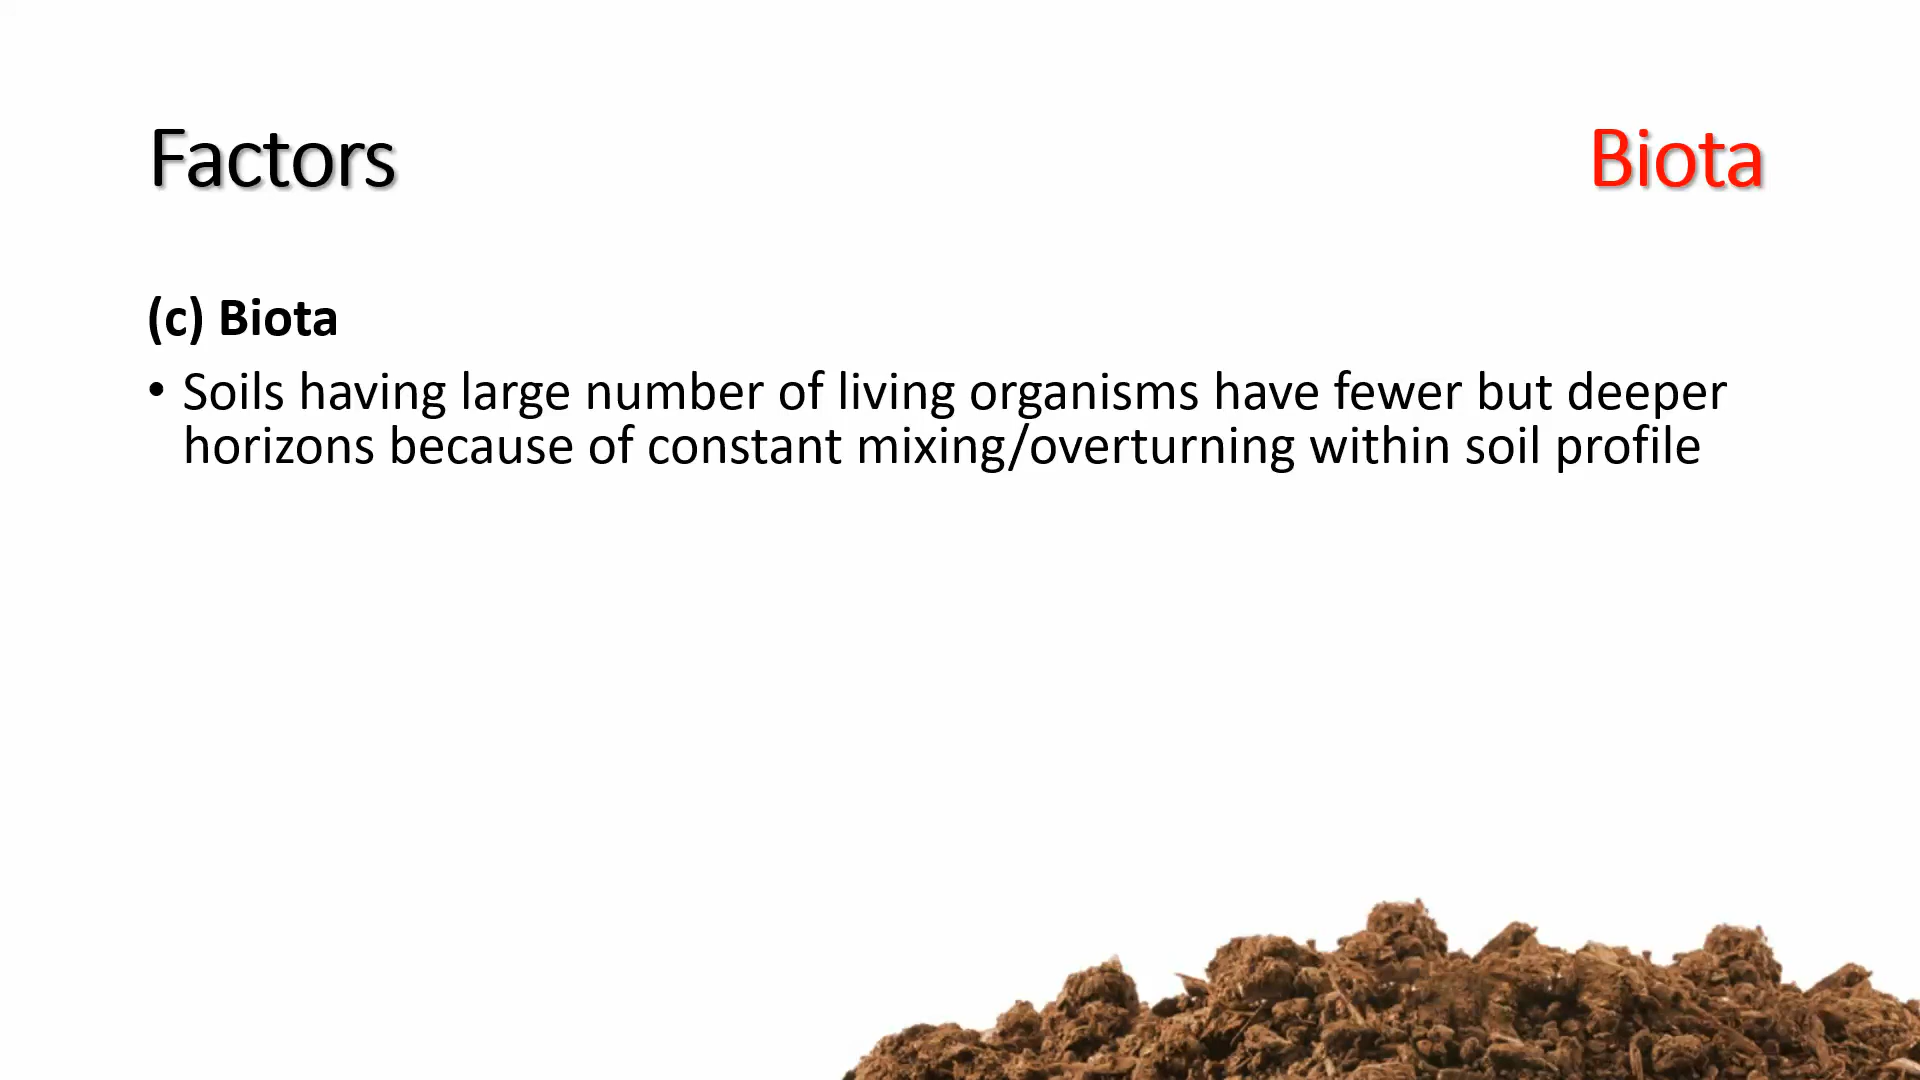 Factors
Biota
(c) Biota
• Soils having large number of living organisms have fewer but deeper
horizons because of constant mixing/overturning within soil profile